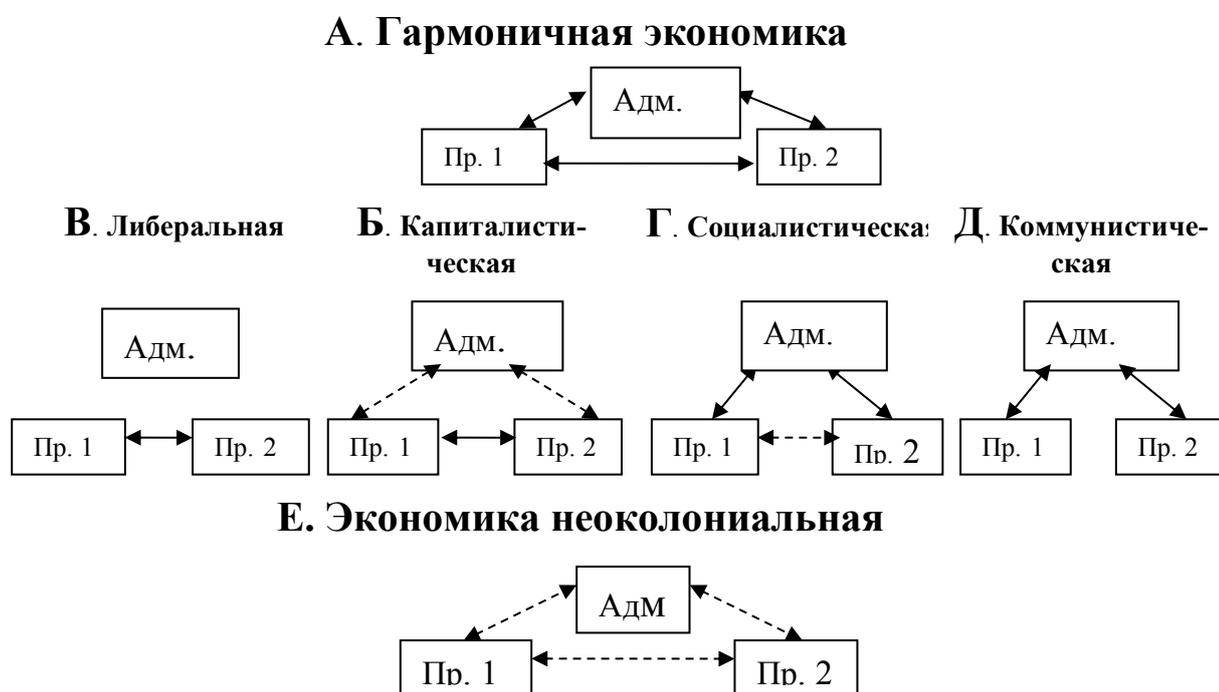 А. Гармоничная экономика
Адм.
Пр. 1
Пр. 2
В. Либеральная
Б. Капиталисти-
ческая
Г. Социалистическая
Д. Коммунистиче-
ская
Адм.
Адм.
Адм.
Адм.
Пр. 1
Пр. 2
Пр. 1
Пр. 2
Пр. 1
Пр. 2
Пр. 1
Пр. 2
Е. Экономика неоколониальная
АдМ
Пр. 1
Пр. 2